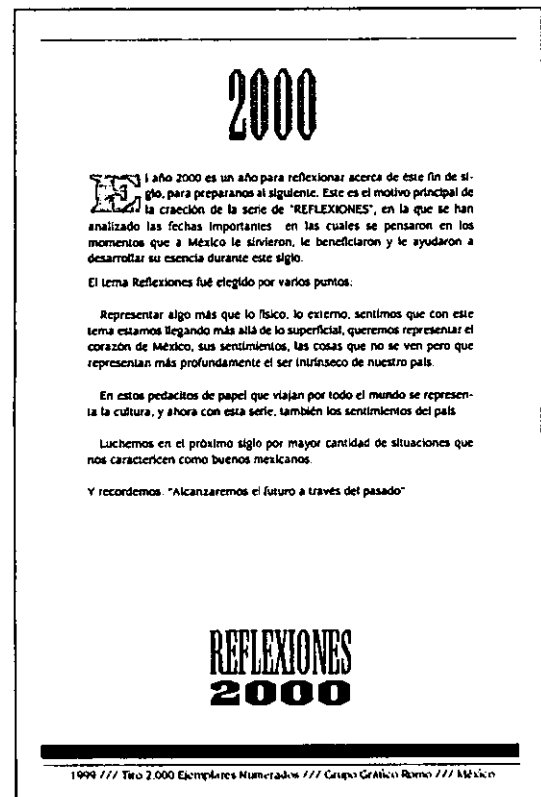 2000
El año 2000 es un año para reflexionar acerca de éste fin de si-
glo, para prepararnos al siguiente. Este es el motivo principal de
la craeción de la serie de "REFLEXIONES", en la que se han
analizado las fechas importantes en las cuales se pensaron en los
momentos que a México le sirvieron, le beneficiaron y le ayudaron a
desarrollar su esencia durante este siglo.
El tema Reflexiones fué elegido por varios puntos:
Representar algo más que lo físico, lo externo, sentimos que con este
tema estamos llegando más allá de lo superficial, queremos representar el
corazón de México, sus sentimientos, las cosas que no se ven pero que
representan más profundamente el ser intrínseco de nuestro país.
En estos pedacitos de papel que viajan por todo el mundo se represen-
ta la cultura, y ahora con esta serie, también los sentimientos del país
Luchemos en el próximo siglo por mayor cantidad de situaciones que
nos caractericen como buenos mexicanos.
Y recordemos. "Alcanzaremos el futuro a través del pasado"
REFLEXIONES
2000
1999 /// Tiro 2,000 Ejemplares Numerados /// Grupo Gráfico Romo /// México